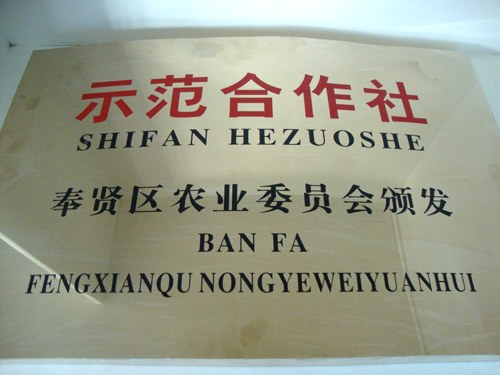 示范合作社
SHIFAN HEZUOSHE
奉贤区农业委员会颁发
BAN FA
FENGXIANQU NONGYEWEIYUANHUI